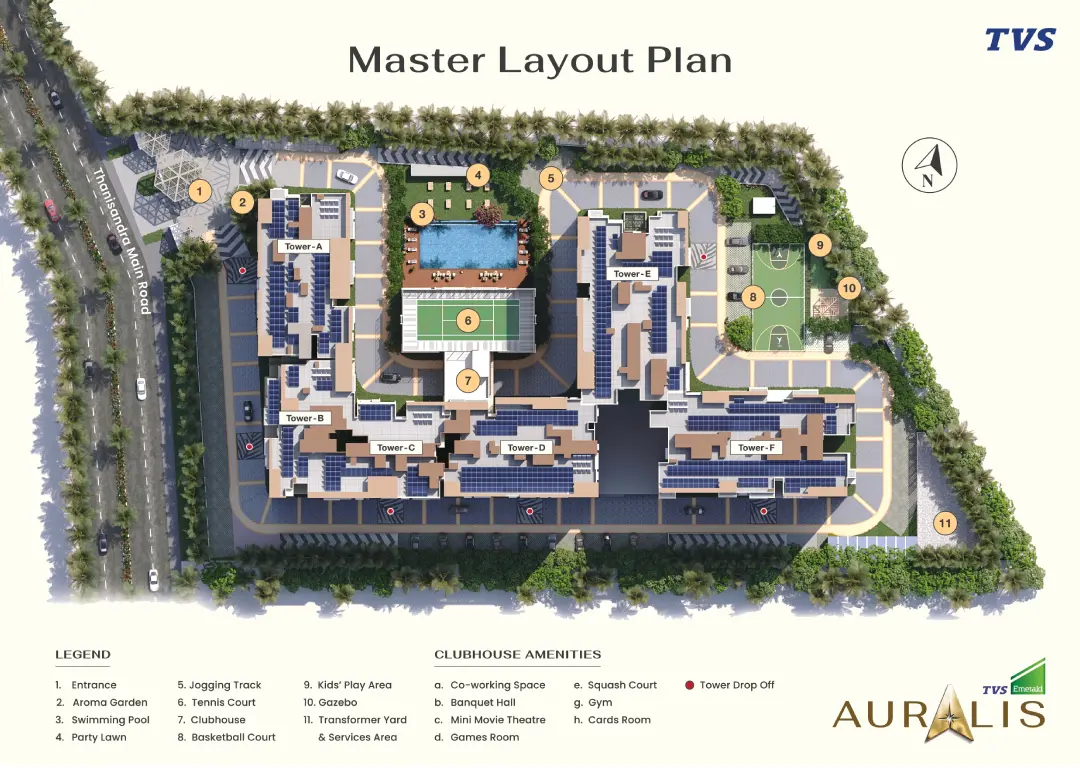 TVS
Master Layout Plan
N
Thanisandra Main Road
1
2
3
4
5
6
7
8
9
10
11
Tower-A
Tower-B
Tower-C
Tower-D
Tower-E
Tower-F
LEGEND
1. Entrance
2. Aroma Garden
3. Swimming Pool
4. Party Lawn
5. Jogging Track
6. Tennis Court
7. Clubhouse
8. Basketball Court
9. Kids' Play Area
10. Gazebo
11. Transformer Yard
& Services Area
CLUBHOUSE AMENITIES
a. Co-working Space
b. Banquet Hall
c. Mini Movie Theatre
d. Games Room
e. Squash Court
g. Gym
h. Cards Room
Tower Drop Off
TVS Emerald
AURALIS